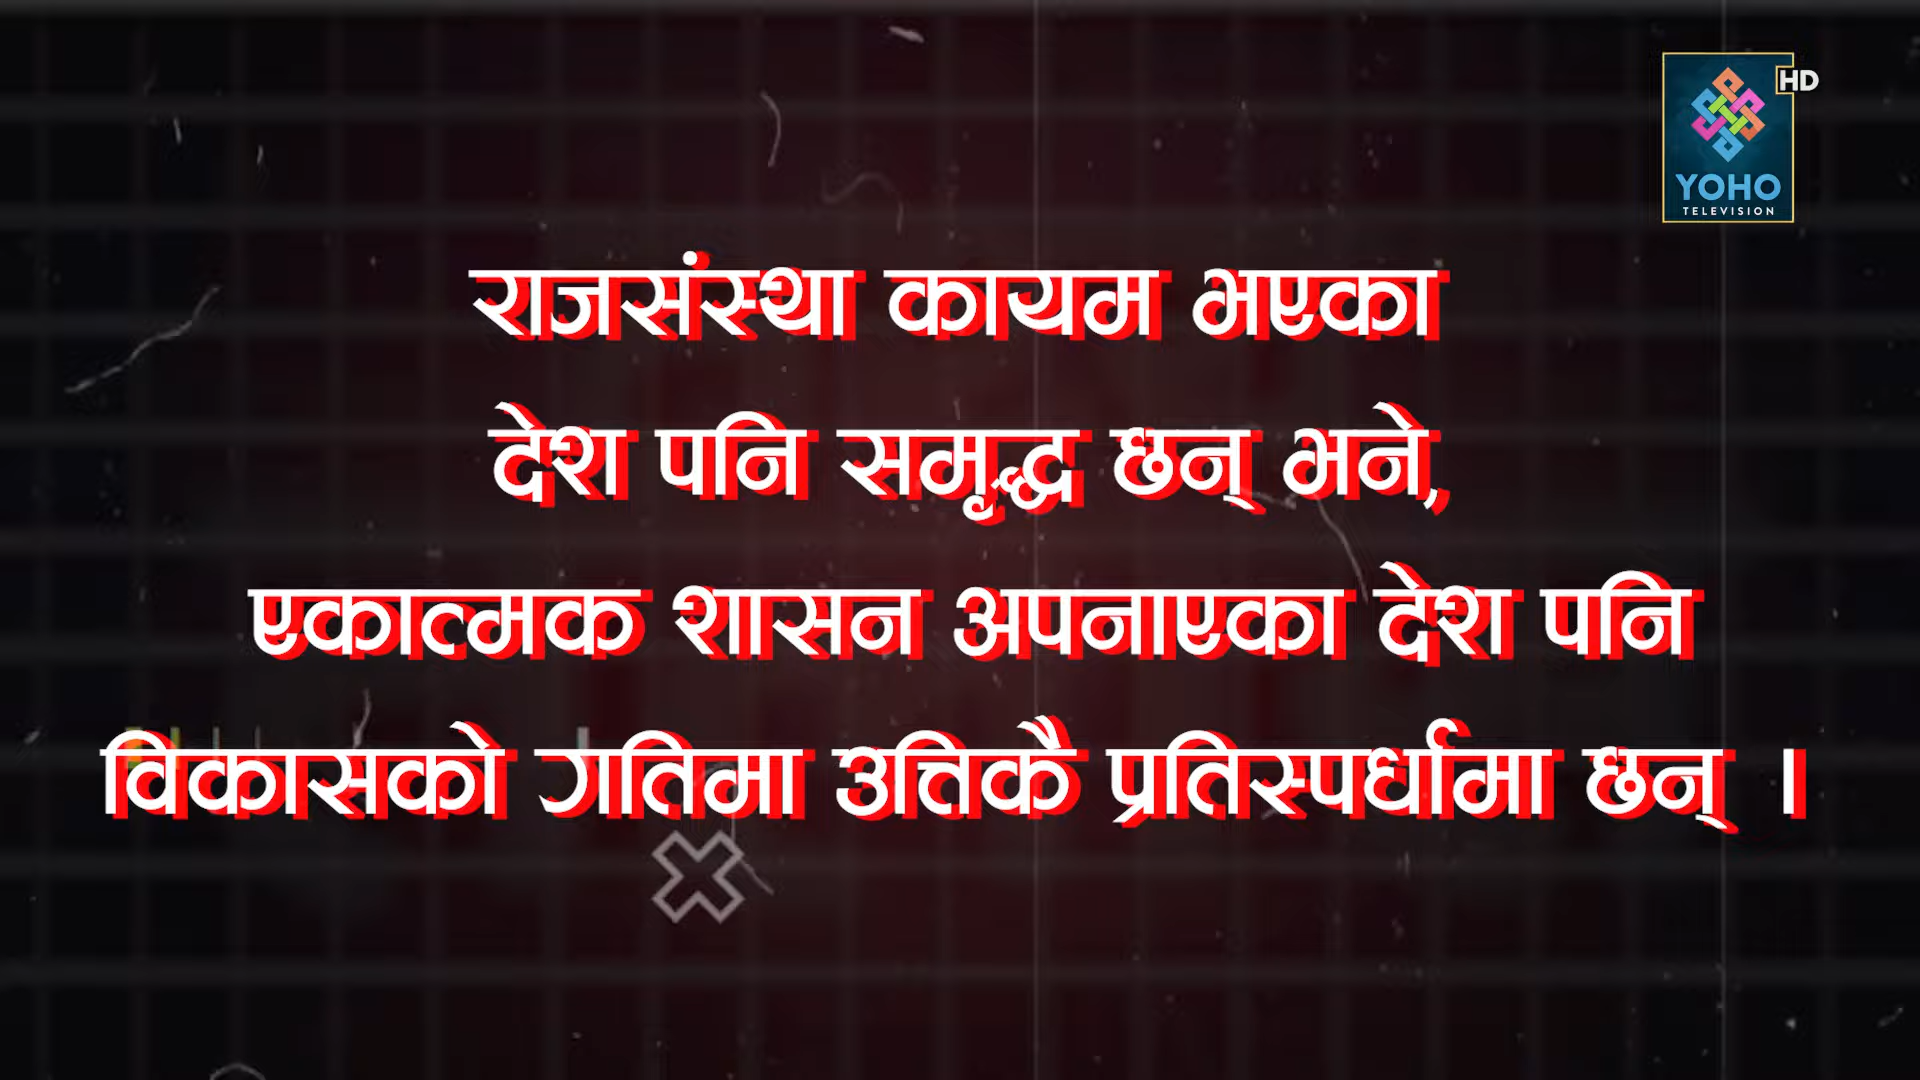 HD
YOHO
TELEVISION
राजसंस्था कायम भएका
देश पनि समृद्ध छन् भने,
एकात्मक शासन अपनाएका देश पनि
विकासको गतिमा उत्तिकै प्रतिस्पर्धामा छन् ।